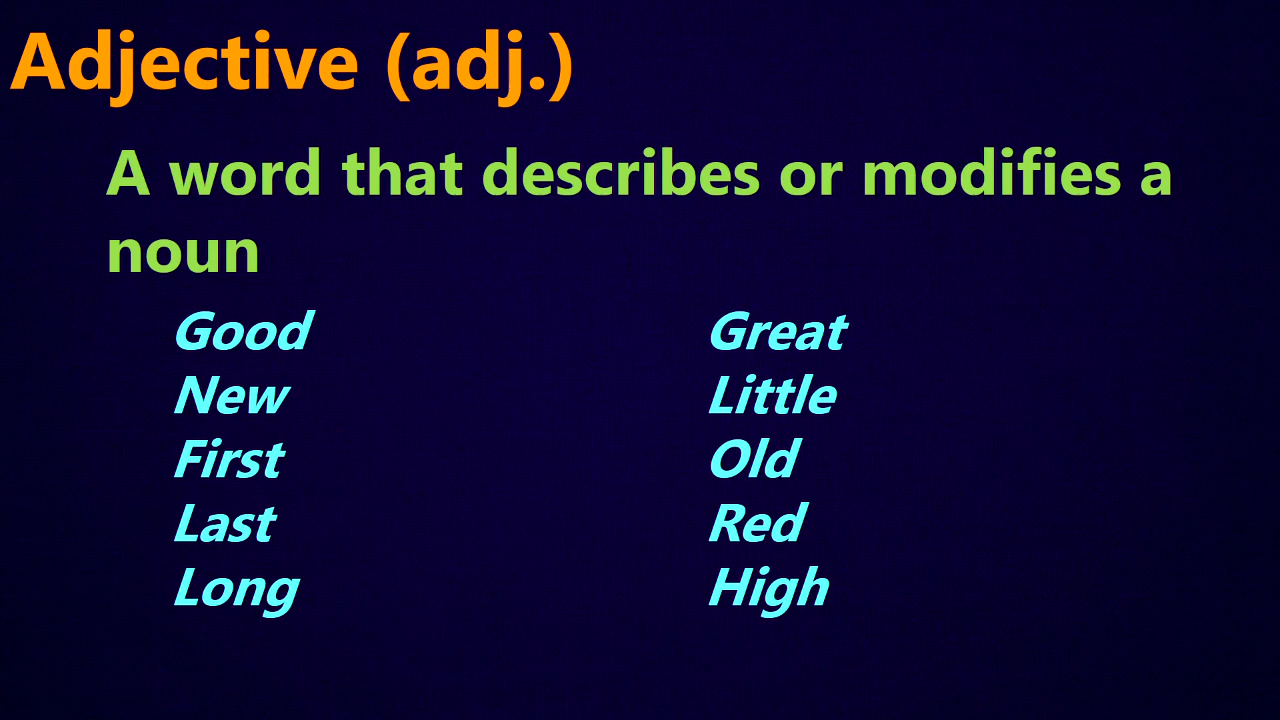 Adjective (adj.)
A word that describes or modifies a
noun
Good
New
First
Last
Long
Great
Little
Old
Red
High